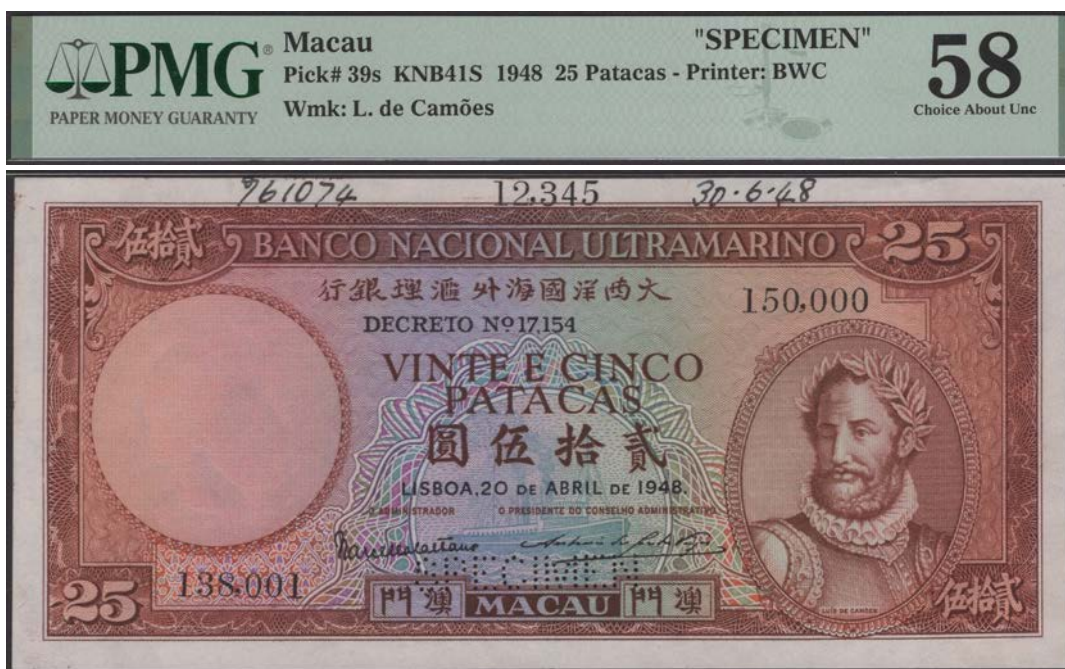 PMG®
PAPER MONEY GUARANTY
Macau "SPECIMEN"
Pick# 39s KNB41S 1948 25 Patacas - Printer: BWC
Wmk: L. de Camões
58
Choice About Unc
961074 12,345 30·6·48
伍拾貳 BANCO NACIONAL ULTRAMARINO 25
行銀理滙外海國洋西大
150,000
DECRETO Nº 17,154
VINTE E CINCO
PATACAS
圓伍拾貳
LISBOA, 20 DE ABRIL DE 1948.
O ADMINISTRADOR O PRESIDENTE DO CONSELHO ADMINISTRATIVO
SPECIMEN
138,001
25 門澳 MACAU 門澳 伍拾貳
LUIS DE CAMÕES